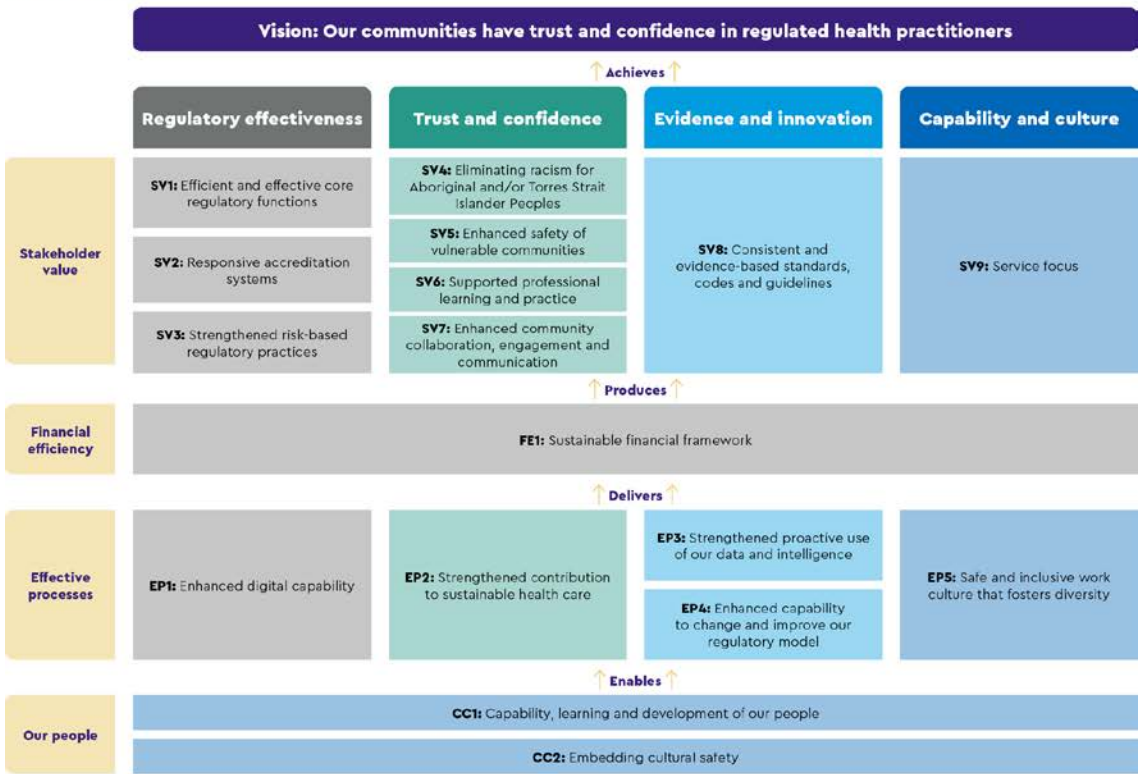 Vision: Our communities have trust and confidence in regulated health practitioners
↑ Achieves ↑
Regulatory effectiveness
Trust and confidence
Evidence and innovation
Capability and culture
Stakeholder
value
SV1: Efficient and effective core
regulatory functions
SV2: Responsive accreditation
systems
SV3: Strengthened risk-based
regulatory practices
SV4: Eliminating racism for
Aboriginal and/or Torres Strait
Islander Peoples
SV5: Enhanced safety of
vulnerable communities
SV6: Supported professional
learning and practice
SV7: Enhanced community
collaboration, engagement and
communication
SV8: Consistent and
evidence-based standards,
codes and guidelines
SV9: Service focus
↑ Produces ↑
Financial
efficiency
FE1: Sustainable financial framework
↑ Delivers ↑
Effective
processes
EP1: Enhanced digital capability
EP2: Strengthened contribution
to sustainable health care
EP3: Strengthened proactive use
of our data and intelligence
EP4: Enhanced capability
to change and improve our
regulatory model
EP5: Safe and inclusive work
culture that fosters diversity
↑ Enables ↑
Our people
CC1: Capability, learning and development of our people
CC2: Embedding cultural safety